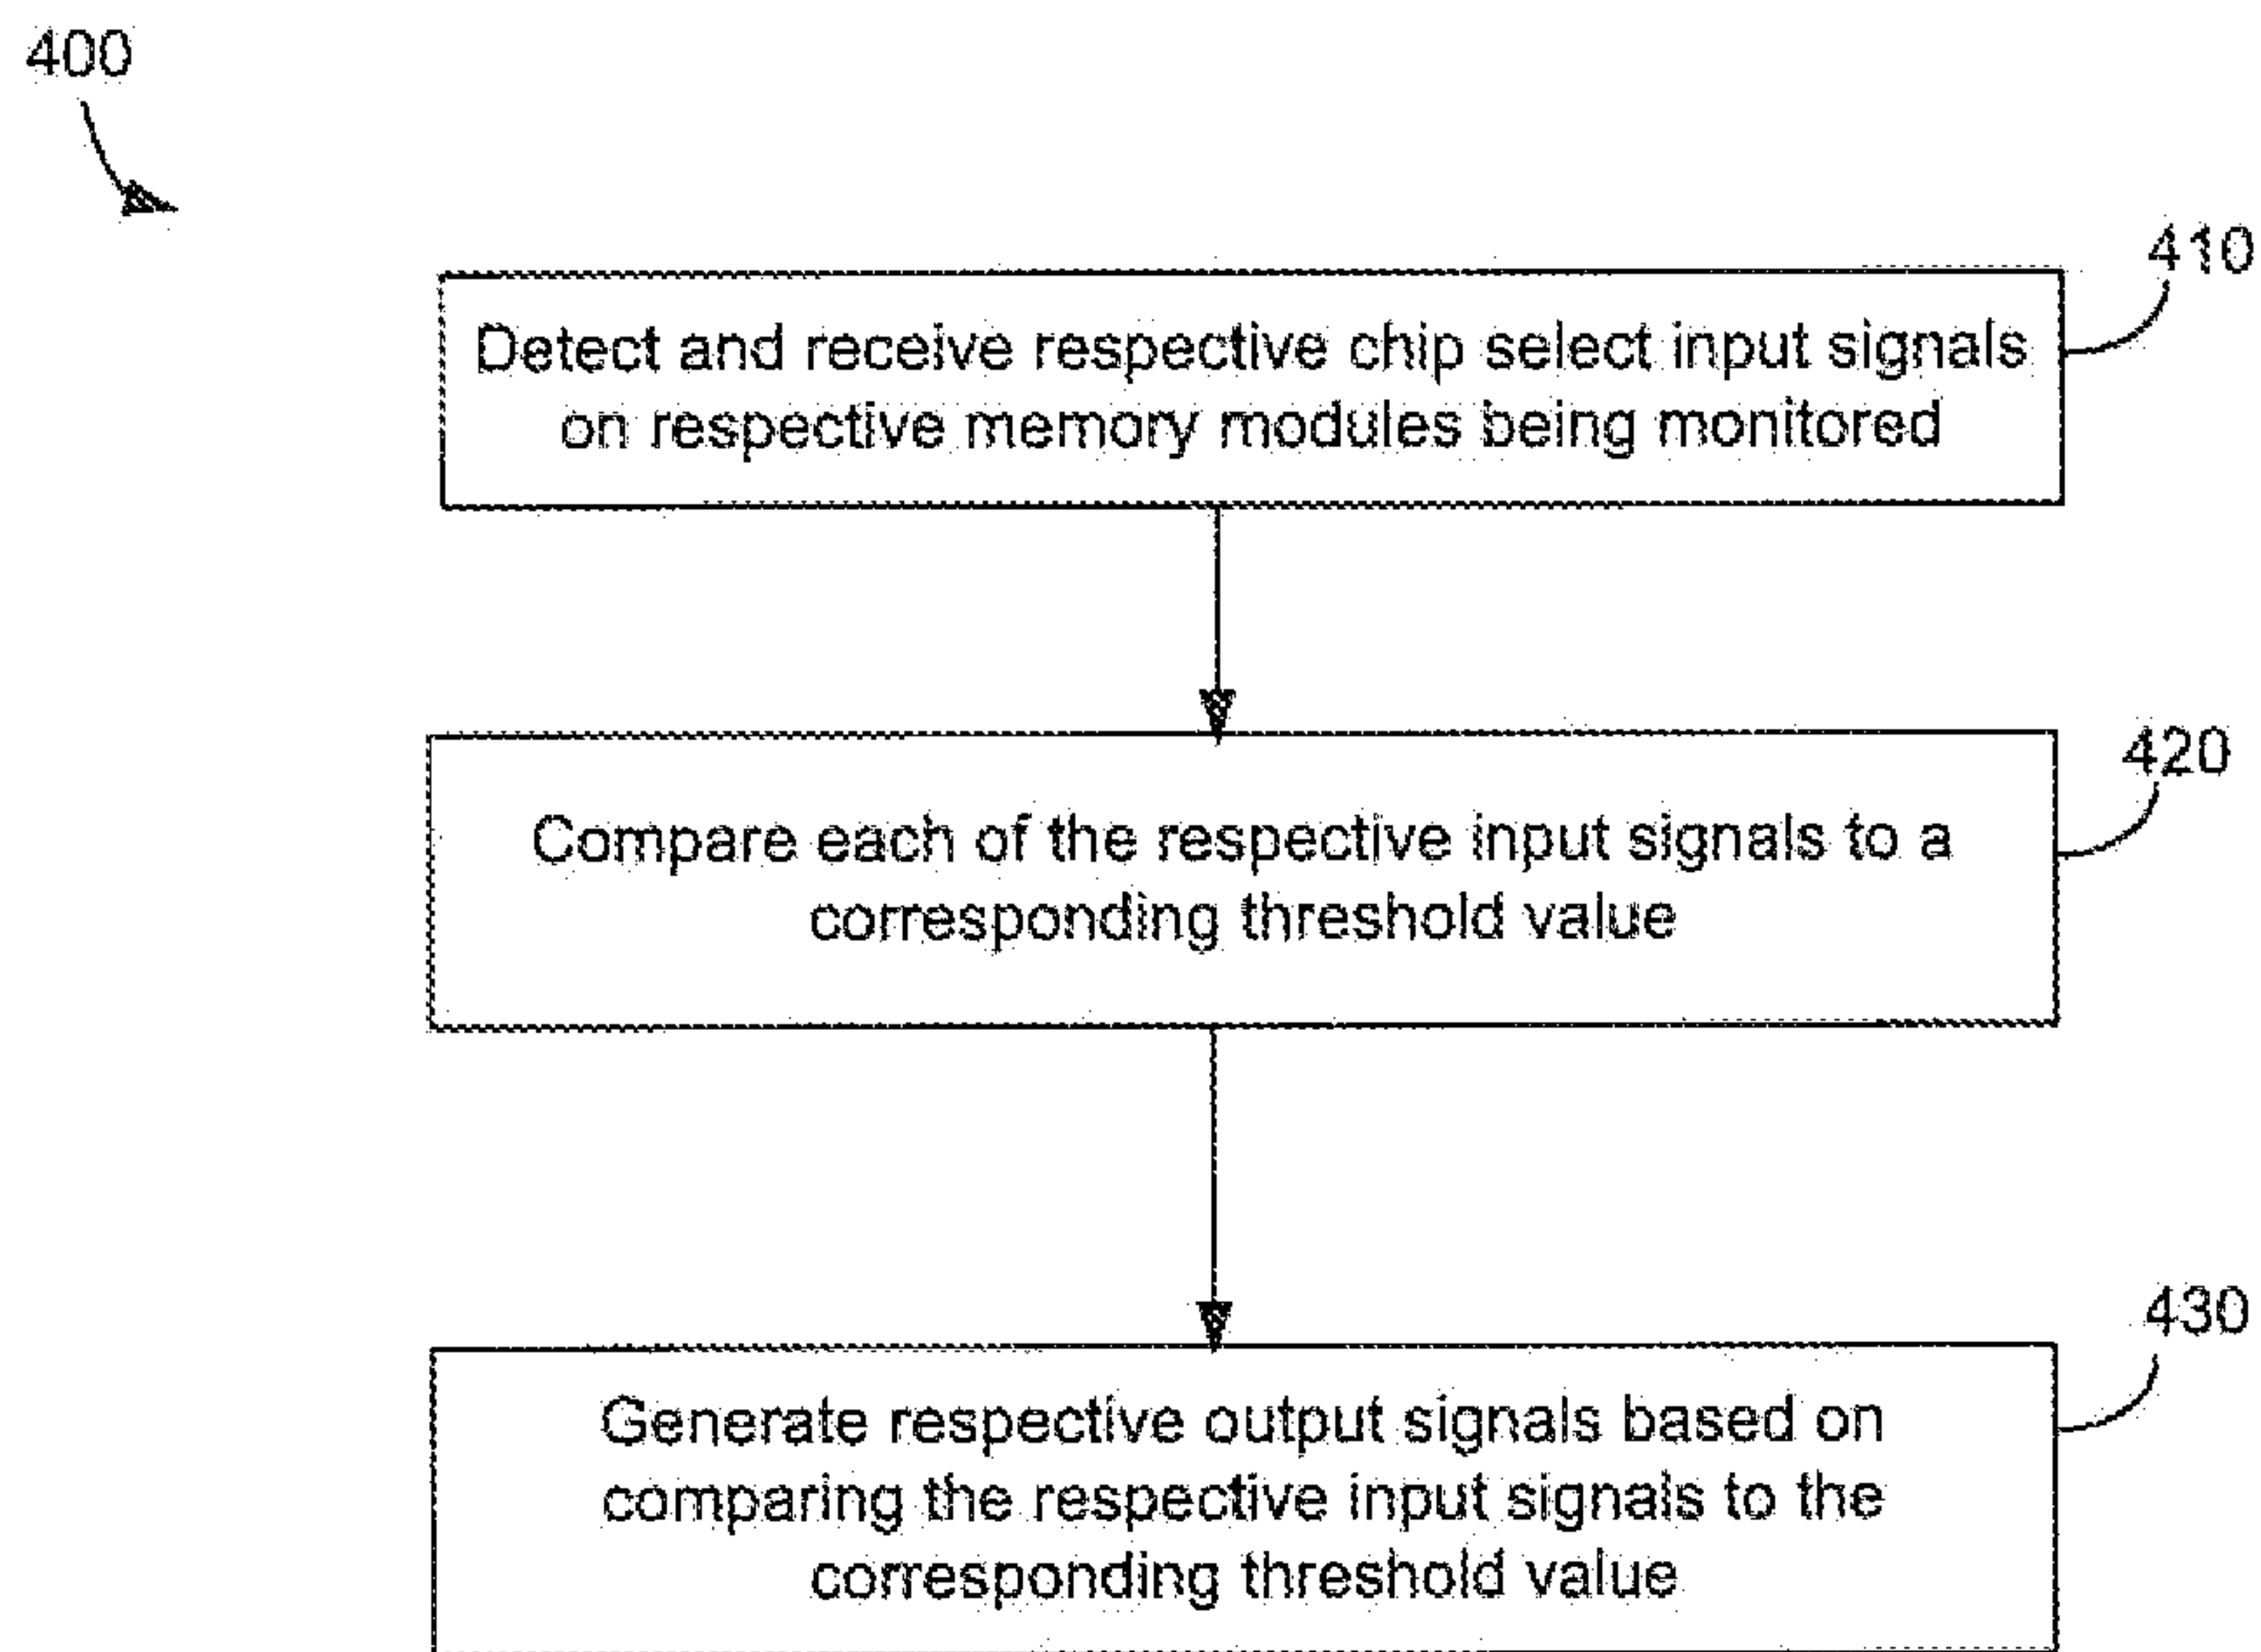 400
410
Detect and receive respective chip select input signals
on respective memory modules being monitored
420
Compare each of the respective input signals to a
corresponding threshold value
430
Generate respective output signals based on
comparing the respective input signals to the
corresponding threshold value